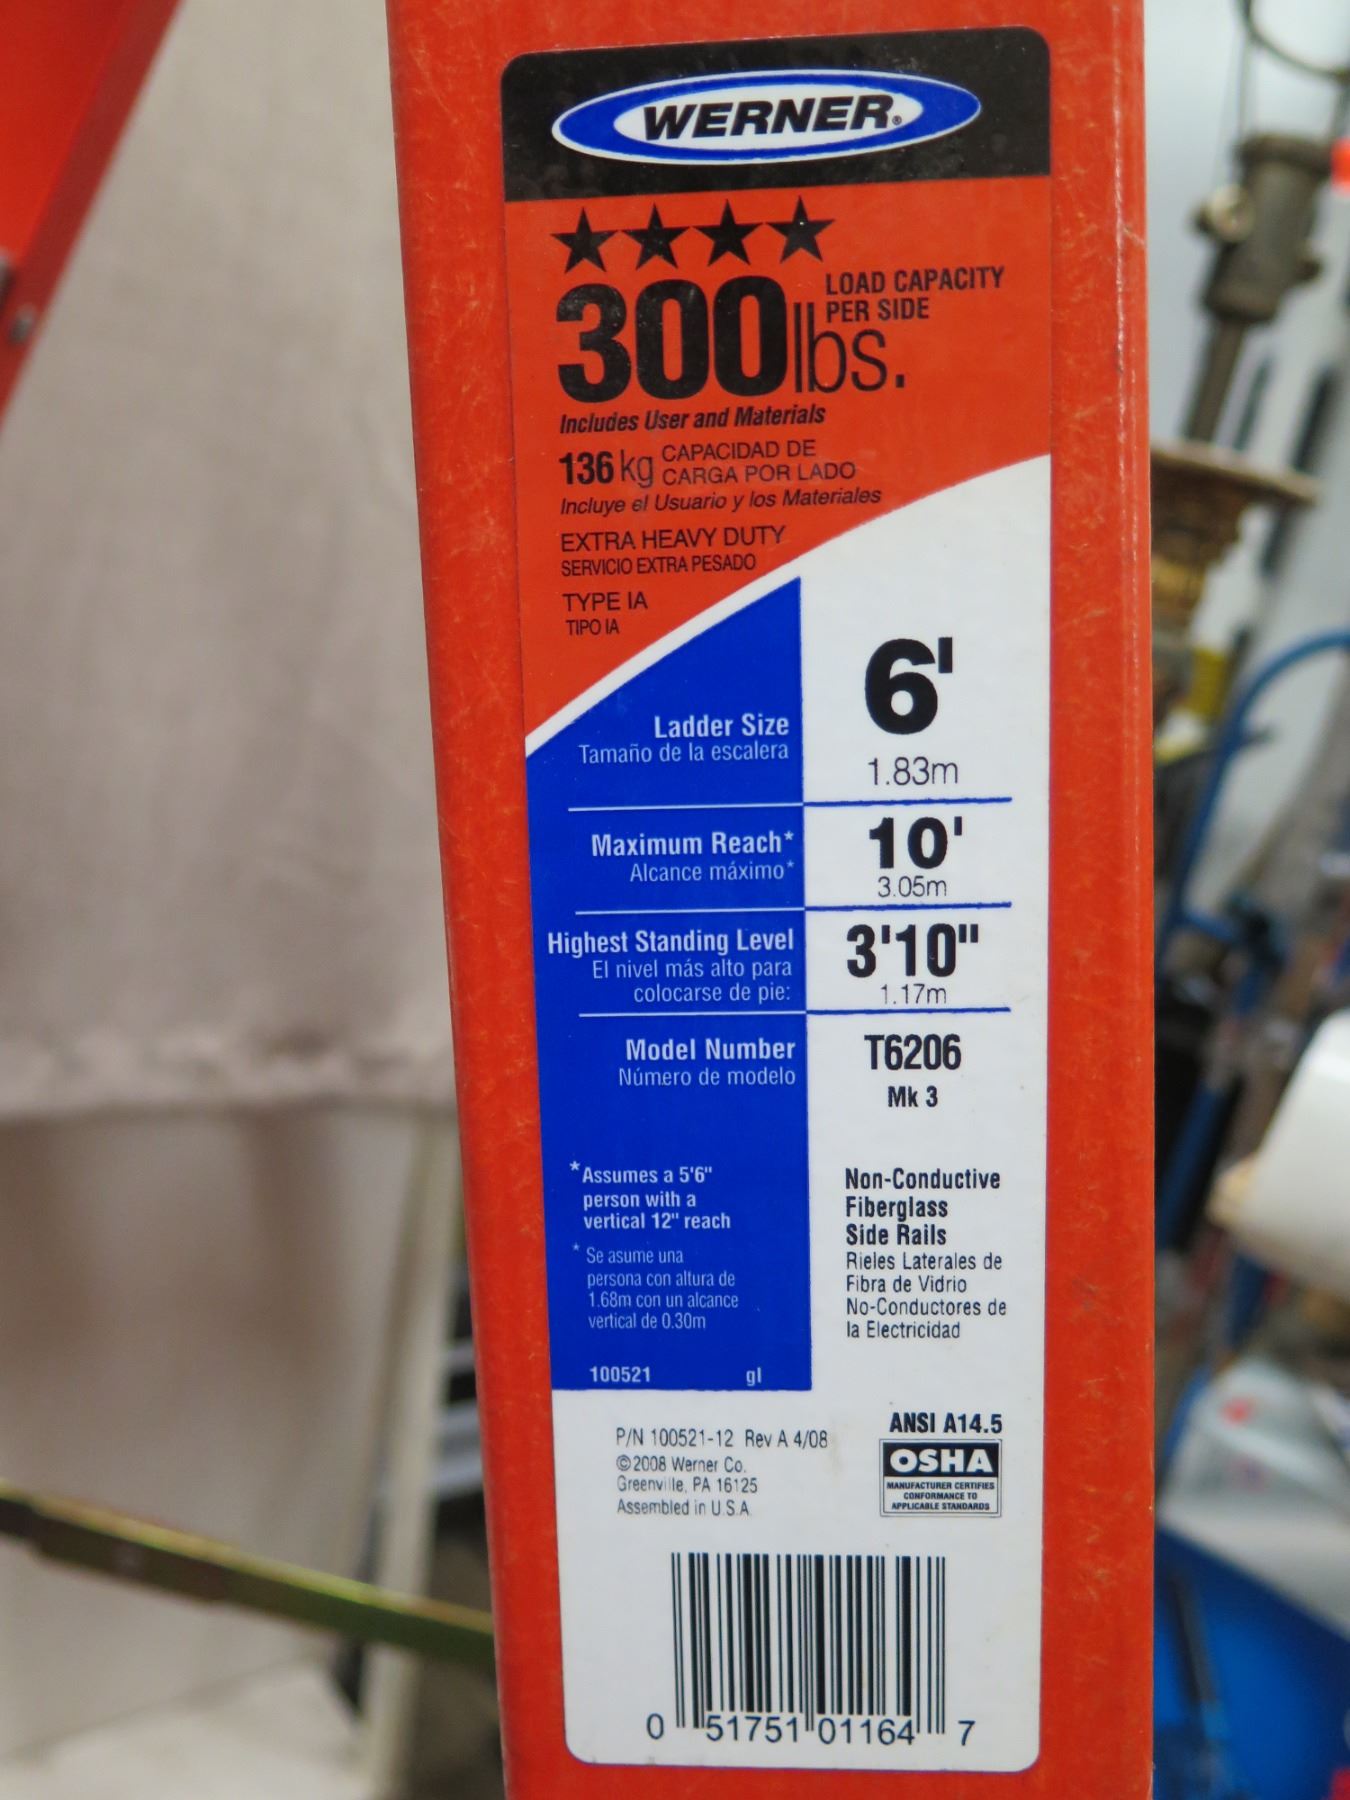 WERNER®
300 lbs. LOAD CAPACITY
PER SIDE
Includes User and Materials
136 kg CAPACIDAD DE
CARGA POR LADO
Incluye el Usuario y los Materiales
EXTRA HEAVY DUTY
SERVICIO EXTRA PESADO
TYPE IA
TIPO IA
Ladder Size 6'
Tamaño de la escalera 1.83m
Maximum Reach* 10'
Alcance máximo* 3.05m
Highest Standing Level 3'10"
El nivel más alto para
colocarse de pie: 1.17m
Model Number T6206
Número de modelo Mk 3
*Assumes a 5'6"
person with a
vertical 12" reach
* Se asume una
persona con altura de
1.68m con un alcance
vertical de 0.30m
100521 gl
Non-Conductive
Fiberglass
Side Rails
Rieles Laterales de
Fibra de Vidrio
No-Conductores de
la Electricidad
P/N 100521-12 Rev A 4/08
©2008 Werner Co.
Greenville, PA 16125
Assembled in U.S.A.
ANSI A14.5
OSHA
MANUFACTURER CERTIFIES
CONFORMANCE TO
APPLICABLE STANDARDS
0 51751 01164 7